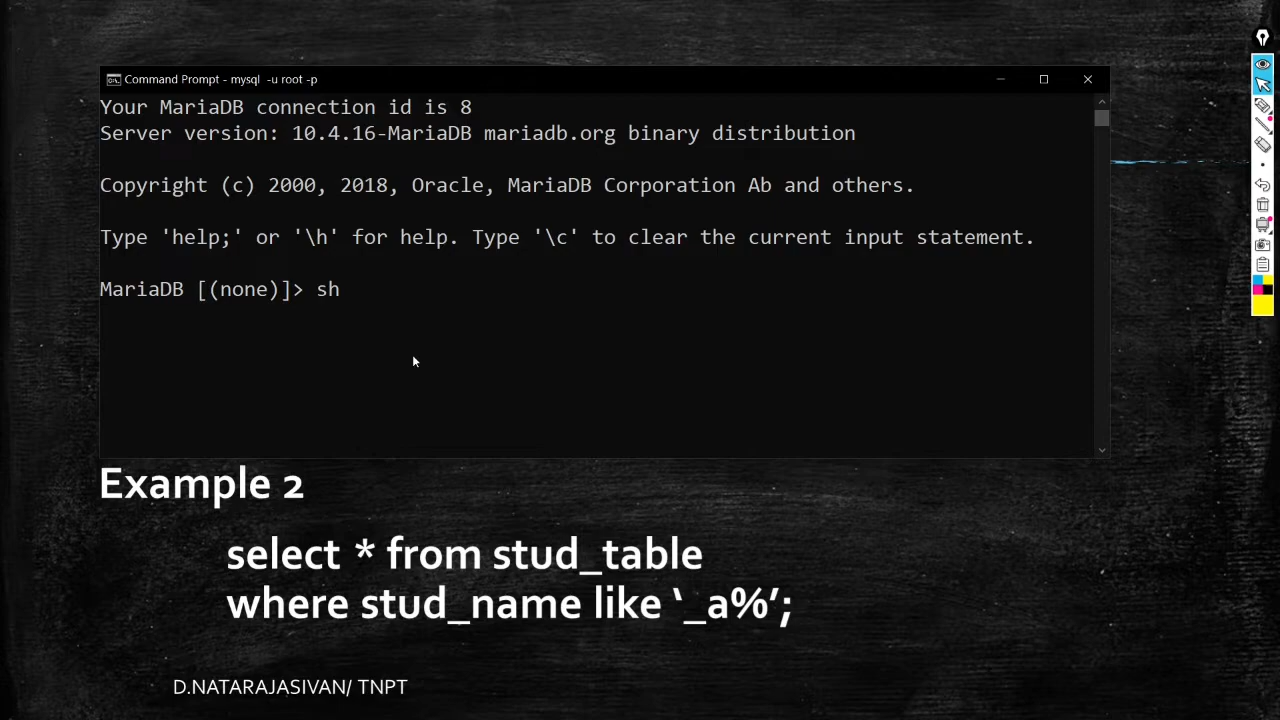 Command Prompt - mysql -u root -p
Your MariaDB connection id is 8
Server version: 10.4.16-MariaDB mariadb.org binary distribution
Copyright (c) 2000, 2018, Oracle, MariaDB Corporation Ab and others.
Type 'help;' or '\h' for help. Type '\c' to clear the current input statement.
MariaDB [(none)]> sh
Example 2
select * from stud_table
where stud_name like ‘_a%’;
D.NATARAJASIVAN/ TNPT